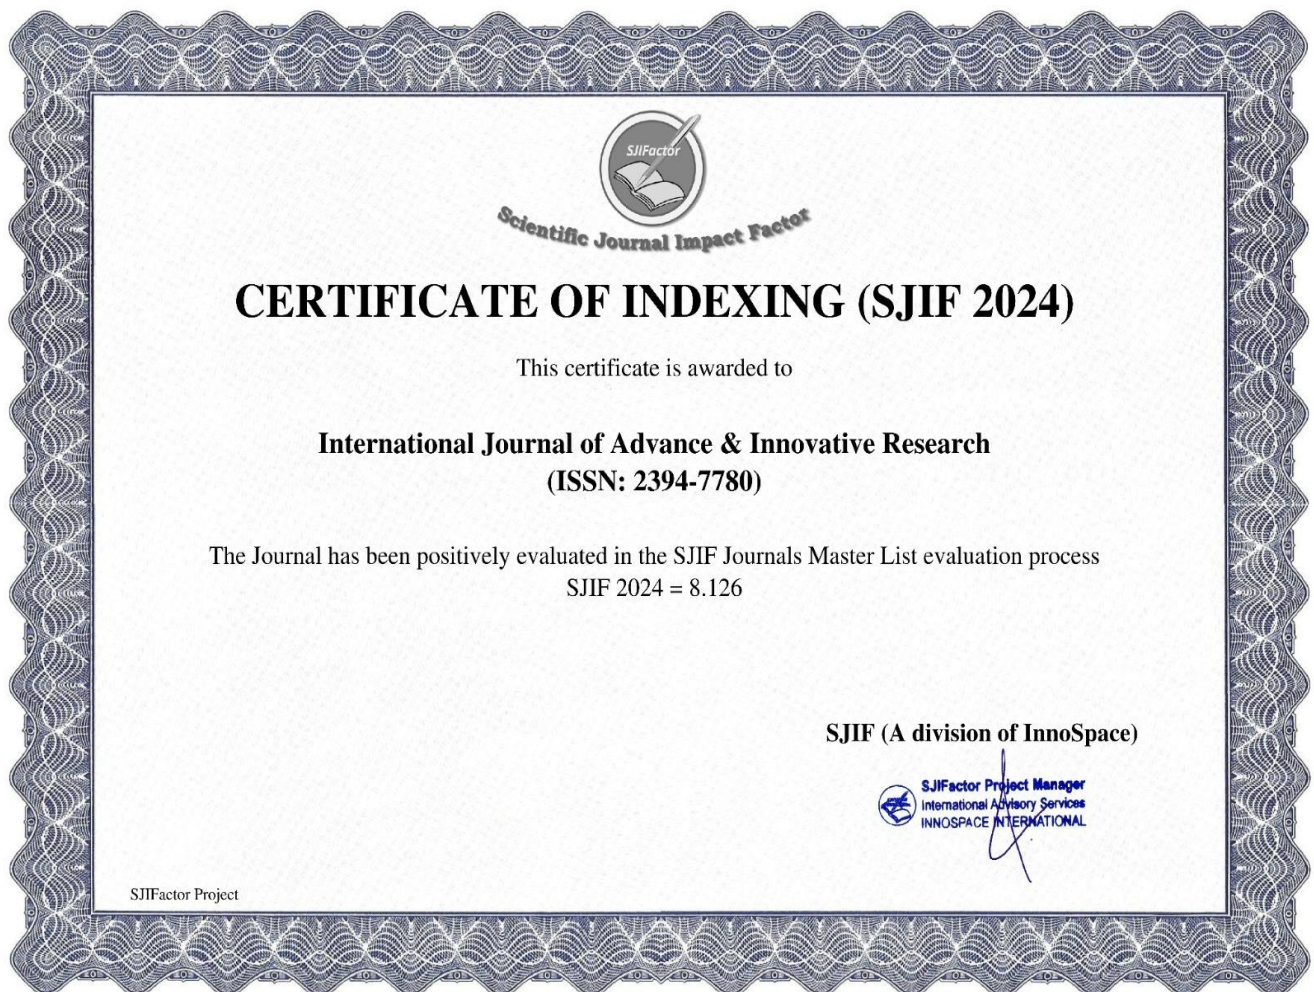 SJIFactor
Scientific Journal Impact Factor
CERTIFICATE OF INDEXING (SJIF 2024)
This certificate is awarded to
International Journal of Advance & Innovative Research
(ISSN: 2394-7780)
The Journal has been positively evaluated in the SJIF Journals Master List evaluation process
SJIF 2024 = 8.126
SJIF (A division of InnoSpace)
SJIFactor Project Manager
International Advisory Services
INNOSPACE INTERNATIONAL
SJIFactor Project